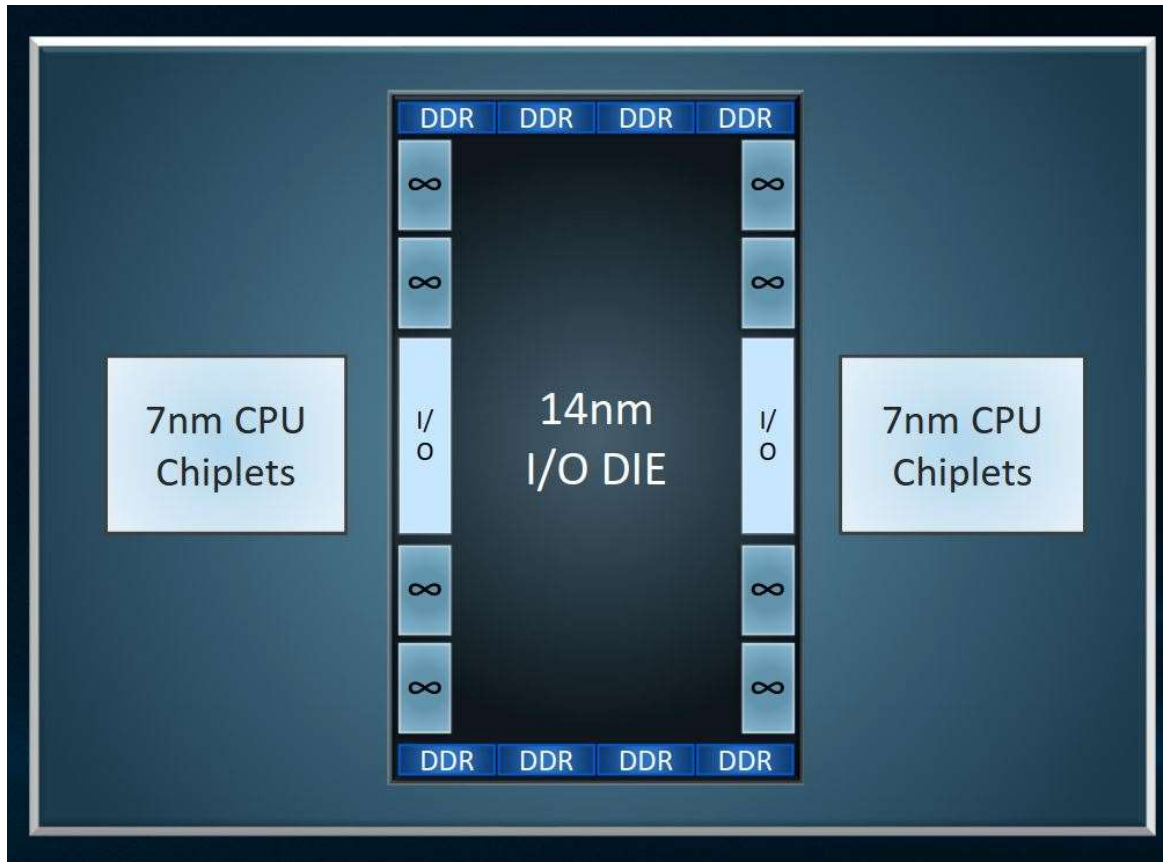 DDR DDR DDR DDR
∞ ∞
∞ ∞
7nm CPU
Chiplets
I/
O
14nm
I/O DIE
I/
O
7nm CPU
Chiplets
∞ ∞
∞ ∞
DDR DDR DDR DDR